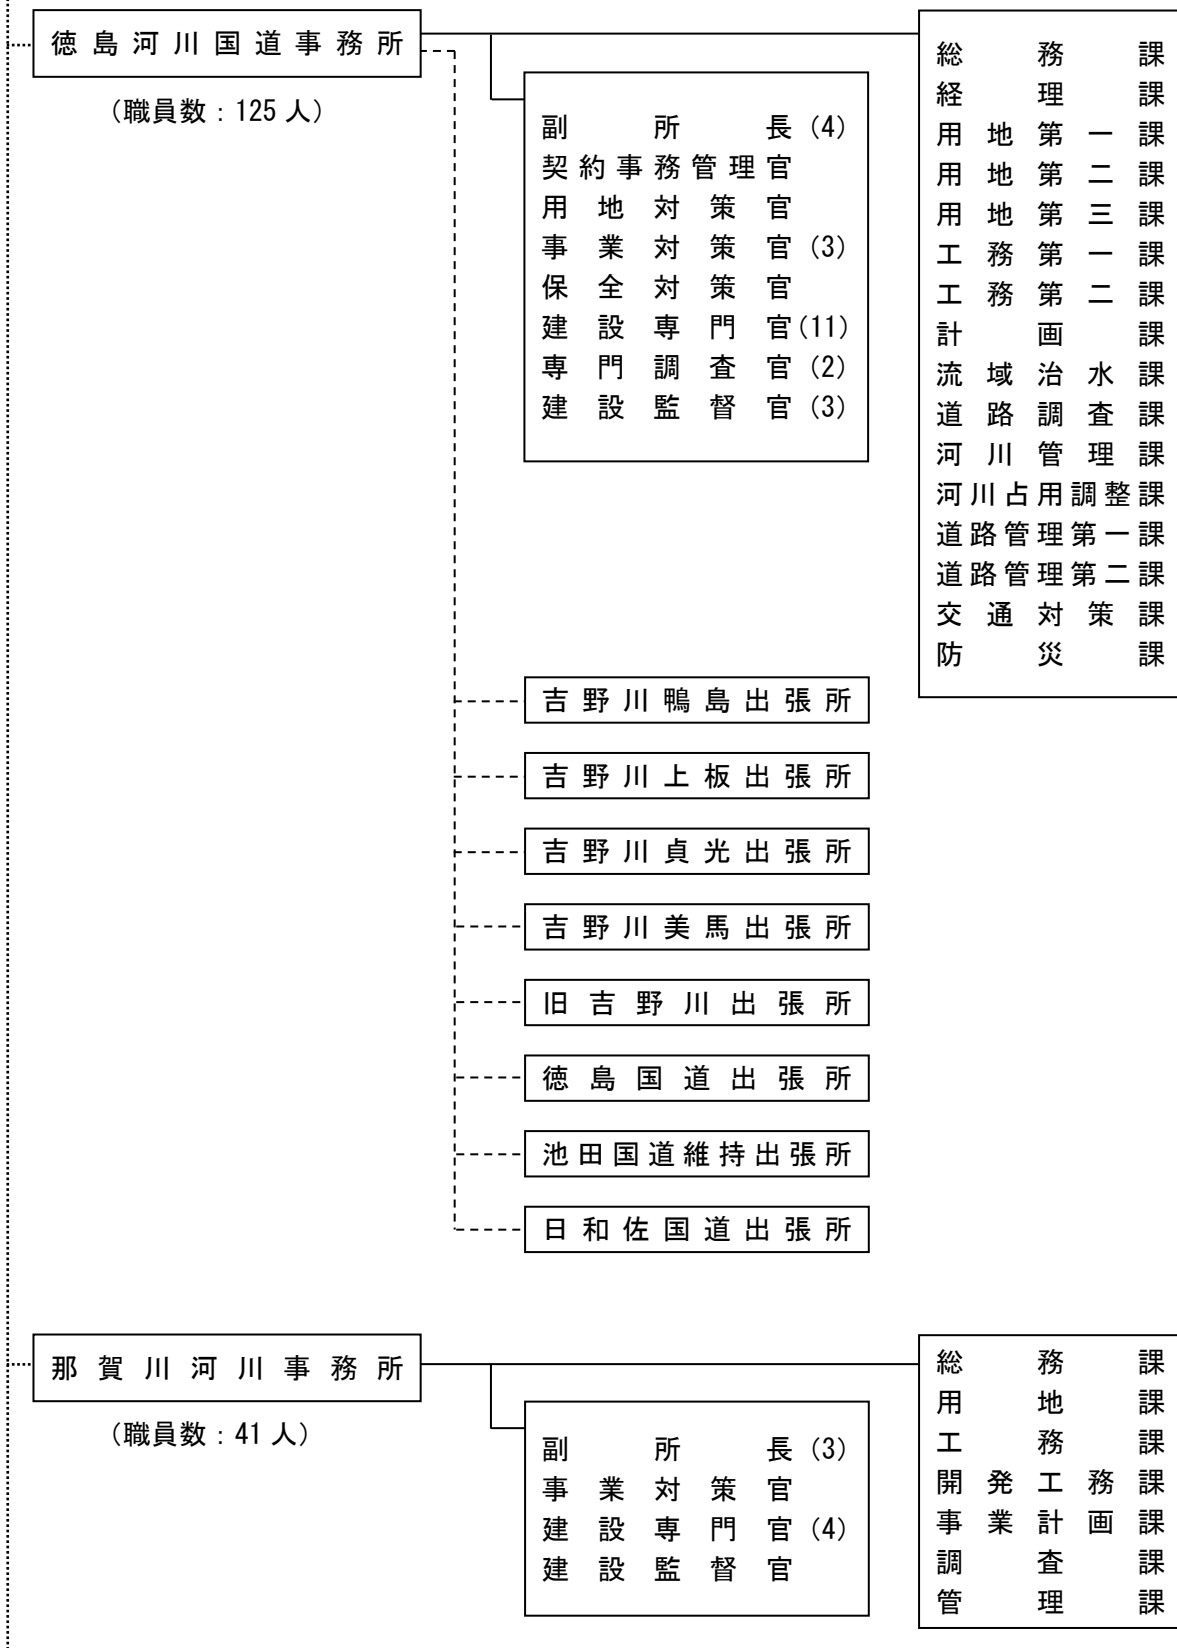 徳島河川国道事務所
（職員数：125人）
副所長（4）
契約事務管理官
用地対策官
事業対策官（3）
保全対策官
建設専門官（11）
専門調査官（2）
建設監督官（3）
総務課
経理課
用地第一課
用地第二課
用地第三課
工務第一課
工務第二課
計画課
流域治水課
道路調査課
河川管理課
河川占用調整課
道路管理第一課
道路管理第二課
交通対策課
防災課
吉野川鴨島出張所
吉野川上板出張所
吉野川貞光出張所
吉野川美馬出張所
旧吉野川出張所
徳島国道出張所
池田国道維持出張所
日和佐国道出張所
那賀川河川事務所
（職員数：41人）
副所長（3）
事業対策官
建設専門官（4）
建設監督官
総務課
用地課
工務課
開発工務課
事業計画課
調査課
管理課